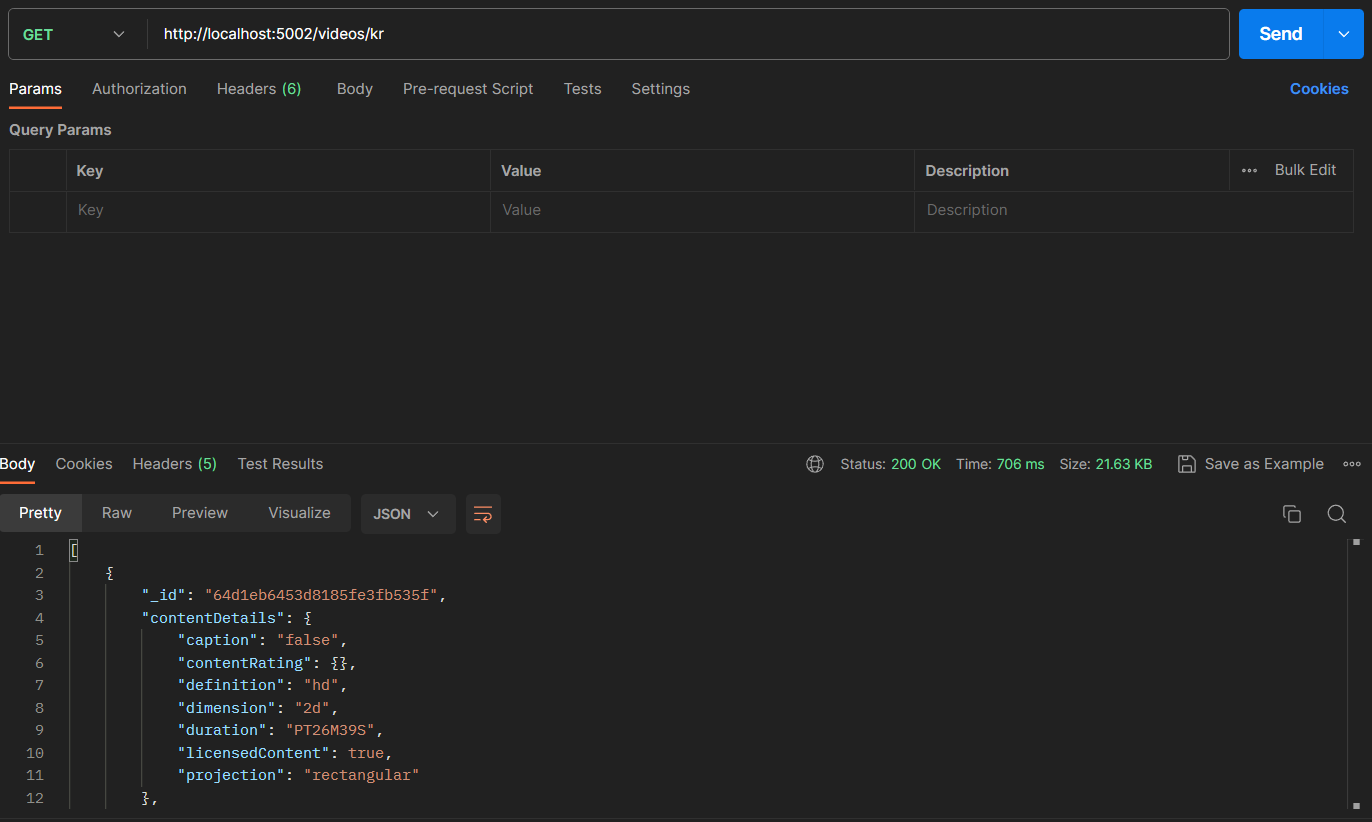 GET http://localhost:5002/videos/kr Send
Params Authorization Headers (6) Body Pre-request Script Tests Settings Cookies
Query Params
Key Value Description Bulk Edit
Key Value Description
Body Cookies Headers (5) Test Results Status: 200 OK Time: 706 ms Size: 21.63 KB Save as Example
Pretty Raw Preview Visualize JSON
1 [
2 {
3 "_id": "64d1eb6453d8185fe3fb535f",
4 "contentDetails": {
5 "caption": "false",
6 "contentRating": {},
7 "definition": "hd",
8 "dimension": "2d",
9 "duration": "PT26M39S",
10 "licensedContent": true,
11 "projection": "rectangular"
12 },